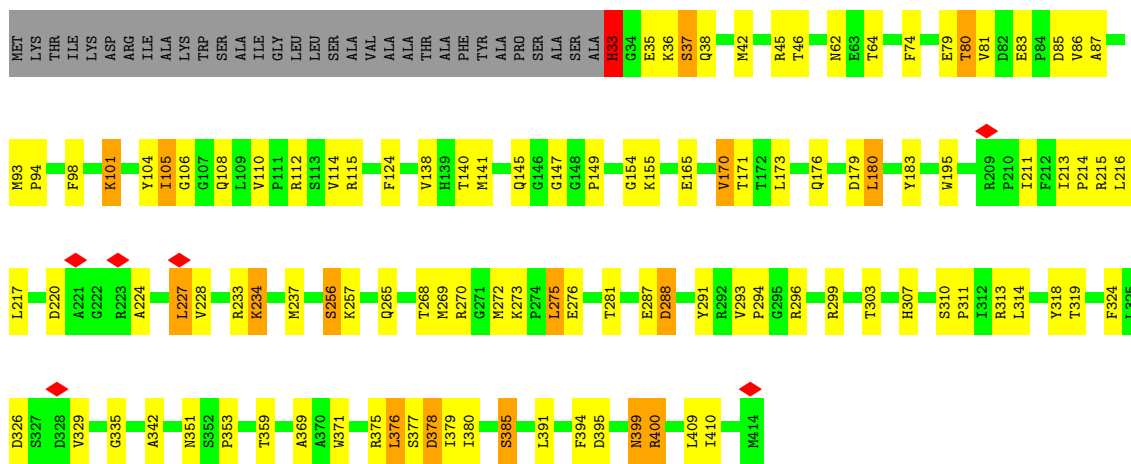 MET LYS THR ILE LYS ASP ARG ILE ALA LYS TRP SER ALA ILE GLY LEU LEU SER ALA VAL ALA ALA THR ALA PHE TYR ALA PRO SER ALA SER ALA H33 G34 E35 K36 S37 Q38 M42 R45 T46 N62 E63 T64 F74 E79 T80 V81 D82 E83 P84 D85 V86 A87
M93 P94 F98 K101 Y104 I105 G106 G107 Q108 L109 V110 P111 R112 S113 V114 R115 F124 V138 H139 T140 M141 Q145 G146 G147 G148 P149 G154 K155 E165 V170 T171 T172 L173 Q176 D179 L180 Y183 W195 R209 P210 I211 F212 I213 P214 R215 L216
L217 D220 A221 G222 R223 A224 L227 V228 R233 K234 M237 S256 K257 Q265 T268 M269 R270 G271 M272 K273 P274 L275 E276 T281 E287 D288 Y291 R292 V293 P294 G295 R296 R299 T303 H307 S310 P311 I312 R313 L314 Y318 T319 F324 L325
D326 S327 D328 V329 G335 A342 N351 S352 P353 T359 A369 A370 W371 R375 L376 S377 D378 I379 I380 S385 L391 F394 D395 N399 R400 L409 I410 M414